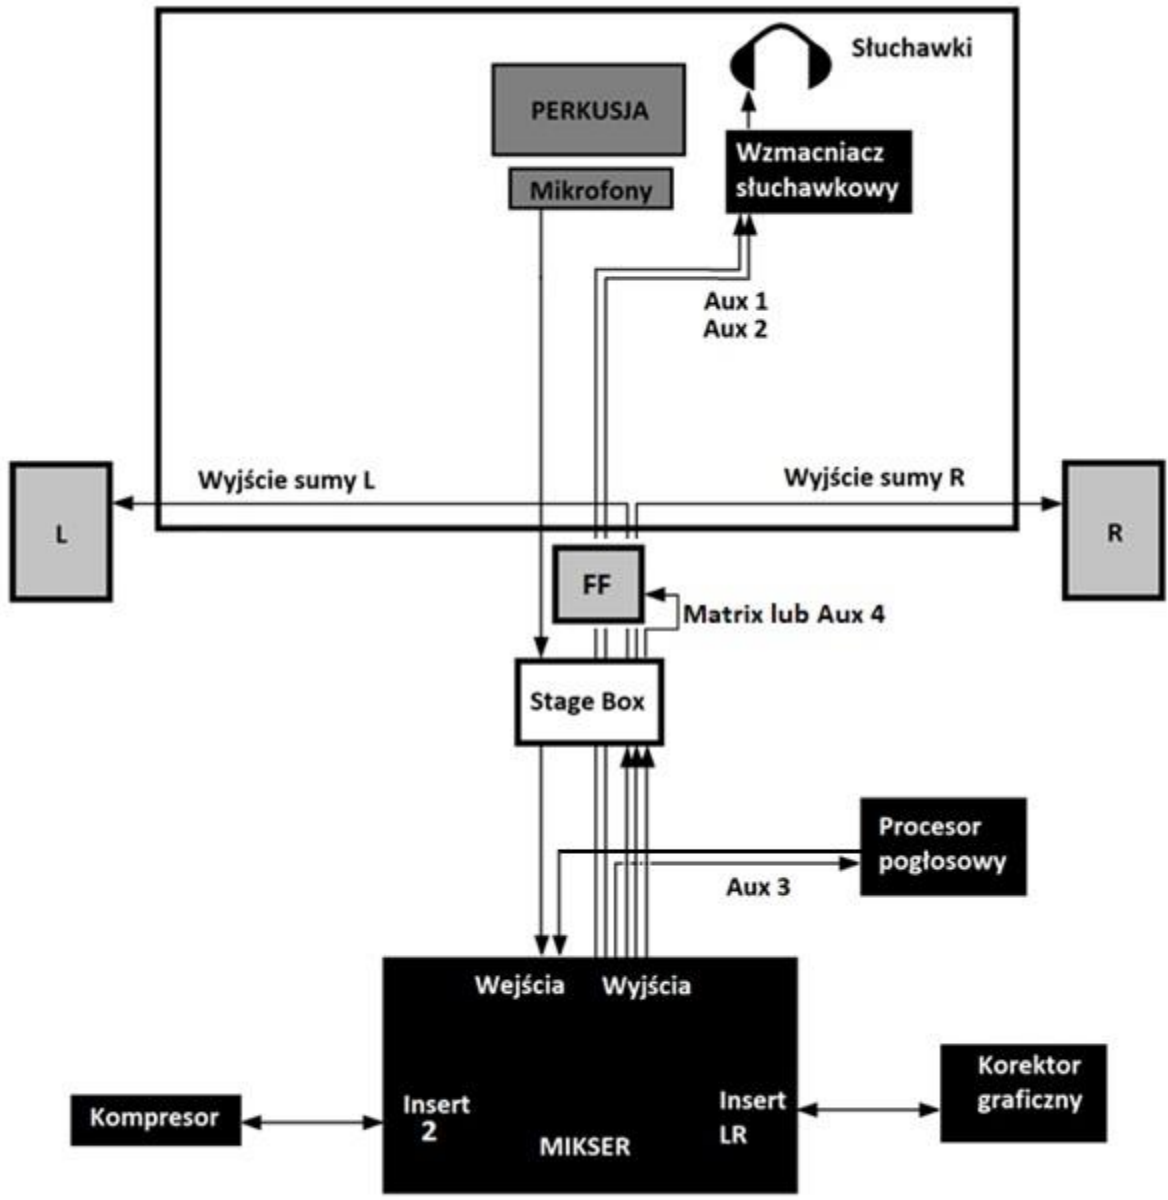 Słuchawki
PERKUSJA
Wzmacniacz
słuchawkowy
Mikrofony
Aux 1
Aux 2
Wyjście sumy L
Wyjście sumy R
L
R
FF
Matrix lub Aux 4
Stage Box
Procesor
pogłosowy
Aux 3
Wejścia
Wyjścia
Korektor
graficzny
Kompresor
Insert
2
Insert
LR
MIKSER